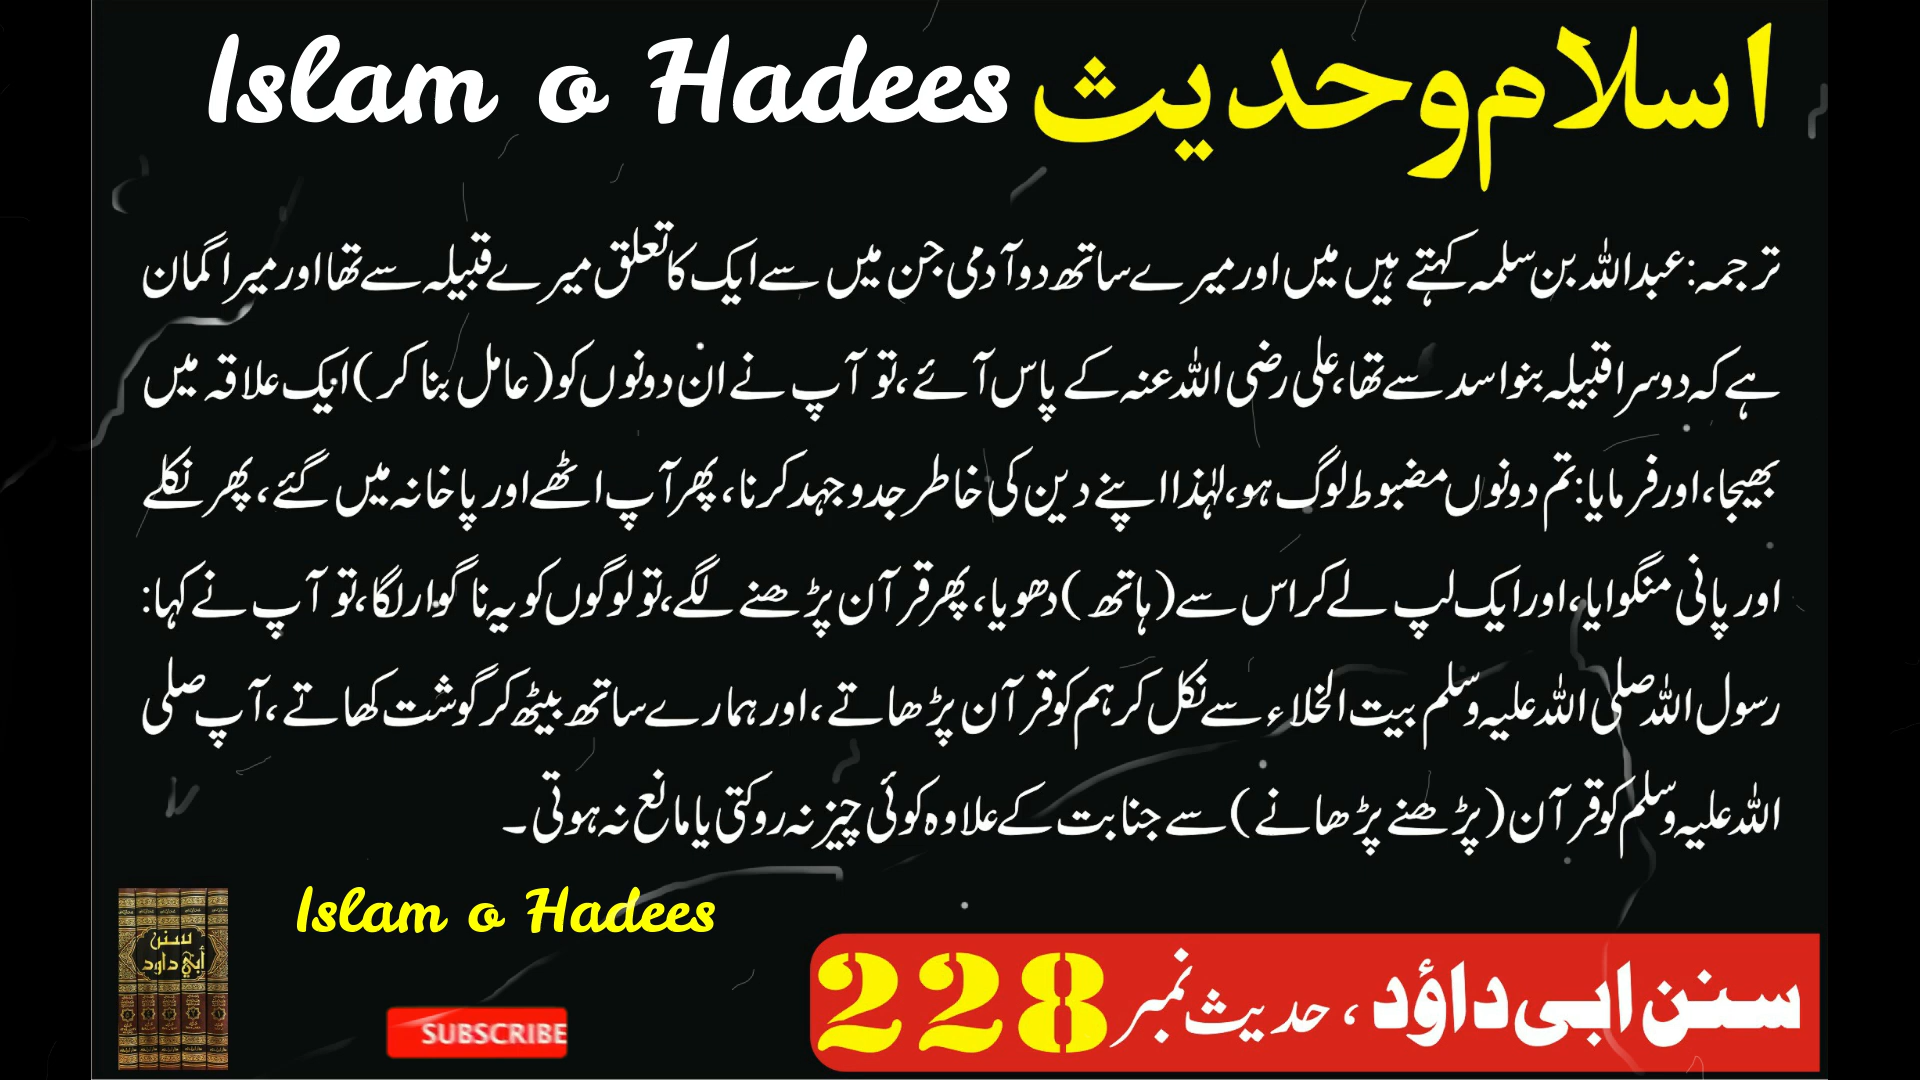 Islam o Hadees اسلام و حدیث
ترجمہ: عبداللہ بن سلمہ کہتے ہیں میں اور میرے ساتھ دو آدمی جن میں سے ایک کا تعلق میرے قبیلہ سے تھا اور میرا گمان
ہے کہ دوسرا قبیلہ بنو اسد سے تھا، علی رضی اللہ عنہ کے پاس آئے، تو آپ نے ان دونوں کو (عامل بنا کر) ایک علاقہ میں
بھیجا، اور فرمایا: تم دونوں مضبوط لوگ ہو، لہٰذا اپنے دین کی خاطر جدوجہد کرنا، پھر آپ اٹھے اور پاخانہ میں گئے، پھر نکلے
اور پانی منگوایا، اور ایک لپ لے کر اس سے (ہاتھ) دھویا، پھر قرآن پڑھنے لگے، تو لوگوں کو یہ ناگوار لگا، تو آپ نے کہا:
رسول اللہ صلی اللہ علیہ وسلم بیت الخلاء سے نکل کر ہم کو قرآن پڑھاتے، اور ہمارے ساتھ بیٹھ کر گوشت کھاتے، آپ صلی
اللہ علیہ وسلم کو قرآن (پڑھنے پڑھانے) سے جنابت کے علاوہ کوئی چیز نہ روکتی یا مانع نہ ہوتی۔
Islam o Hadees
سنن أبي داود
سنن ابی داؤد، حدیث نمبر 228
SUBSCRIBE